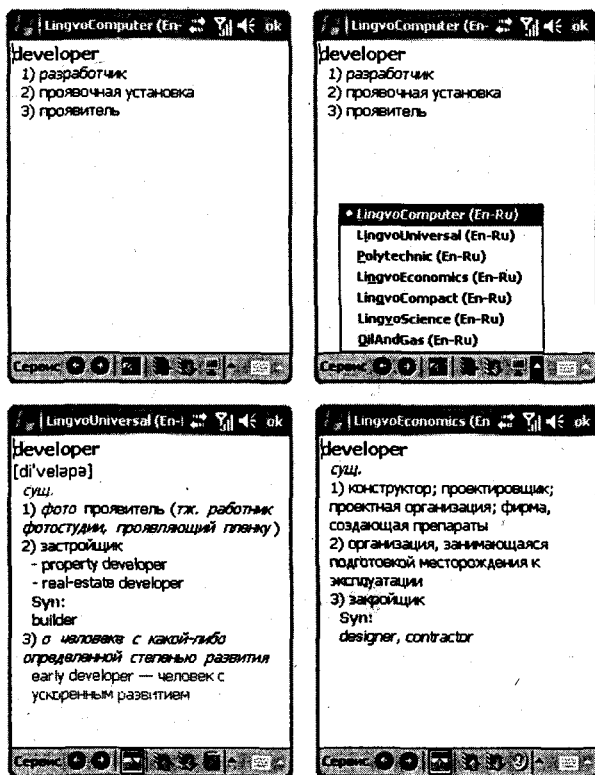 LingvoComputer (En- ok
developer
1) разработчик
2) проявочная установка
3) проявитель
Сервис
LingvoComputer (En- ok
developer
1) разработчик
2) проявочная установка
3) проявитель
LingvoComputer (En-Ru)
LingvoUniversal (En-Ru)
Polytechnic (En-Ru)
LingvoEconomics (En-Ru)
LingvoCompact (En-Ru)
LingvoScience (En-Ru)
OilAndGas (En-Ru)
Сервис
LingvoUniversal (En-I ok
developer
[di'veləpə]
сущ.
1) фото проявитель (тж. работник
фотостудии, проявляющий пленку)
2) застройщик
- property developer
- real-estate developer
Syn:
builder
3) о человеке с какой-либо
определенной степенью развития
early developer — человек с
ускоренным развитием
Сервис
LingvoEconomics (En ok
developer
сущ.
1) конструктор; проектировщик;
проектная организация; фирма,
создающая препараты
2) организация, занимающаяся
подготовкой месторождения к
эксплуатации
3) закройщик
Syn:
designer, contractor
Сервис